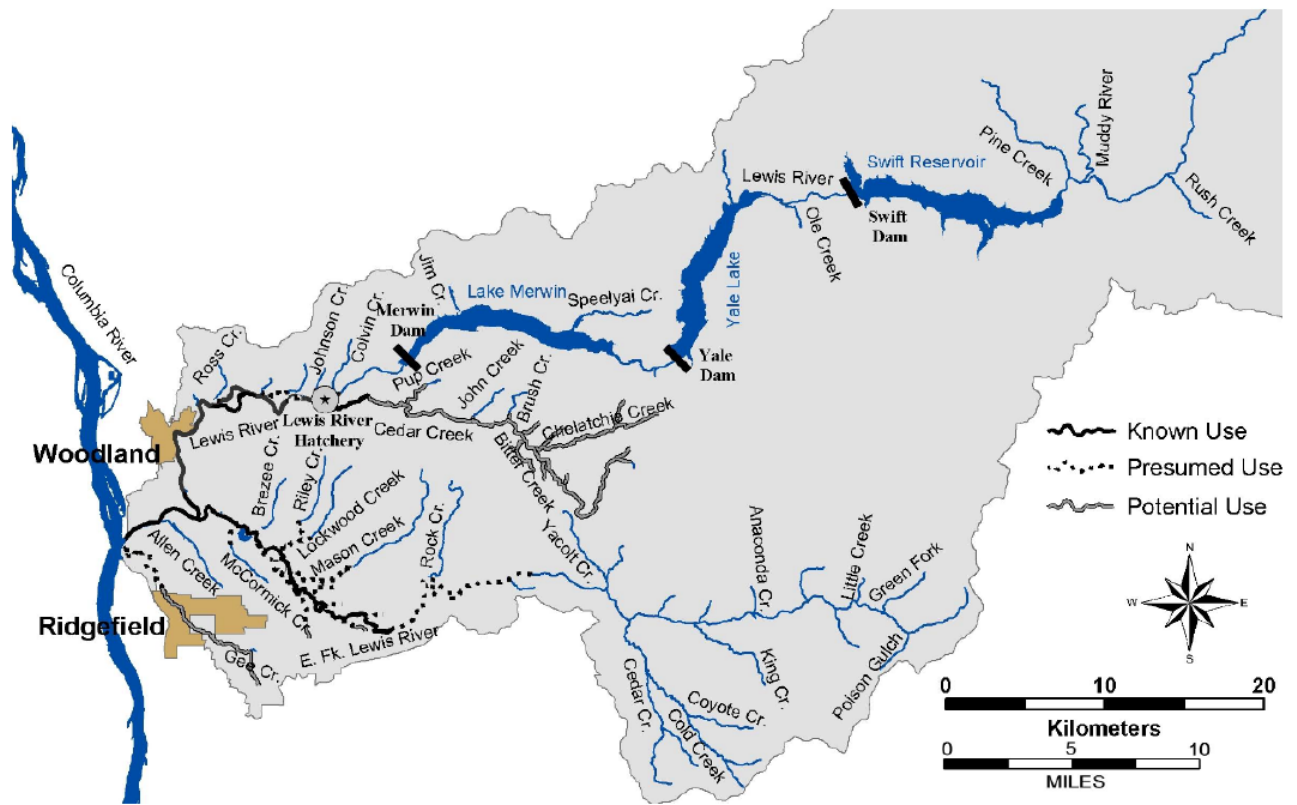 Pine Creek
Muddy River
Rush Creek
Swift Reservoir
Lewis River
Swift
Dam
Ole Creek
Yale Lake
Columbia River
Jim Cr.
Lake Merwin
Speelyai Cr.
Merwin
Dam
Yale
Dam
Ross Cr.
Johnson Cr.
Colvin Cr.
Pup Creek
John Creek
Brush Cr.
Chelatchie Creek
Lewis River
Lewis River
Hatchery
Cedar Creek
Bitter Creek
Woodland
Brezee Cr.
Riley Cr.
Lockwood Creek
Mason Creek
Rock Cr.
Yacolt Cr.
Anaconda Cr.
Little Creek
Green Fork
Allen Creek
McCormick Cr
Ridgefield
Gee Cr.
E. Fk. Lewis River
Cedar Cr.
King Cr.
Coyote Cr.
Cold Creek
Poison Gulch
Known Use
Presumed Use
Potential Use
N
W E
S
0 10 20
Kilometers
0 5 10
MILES